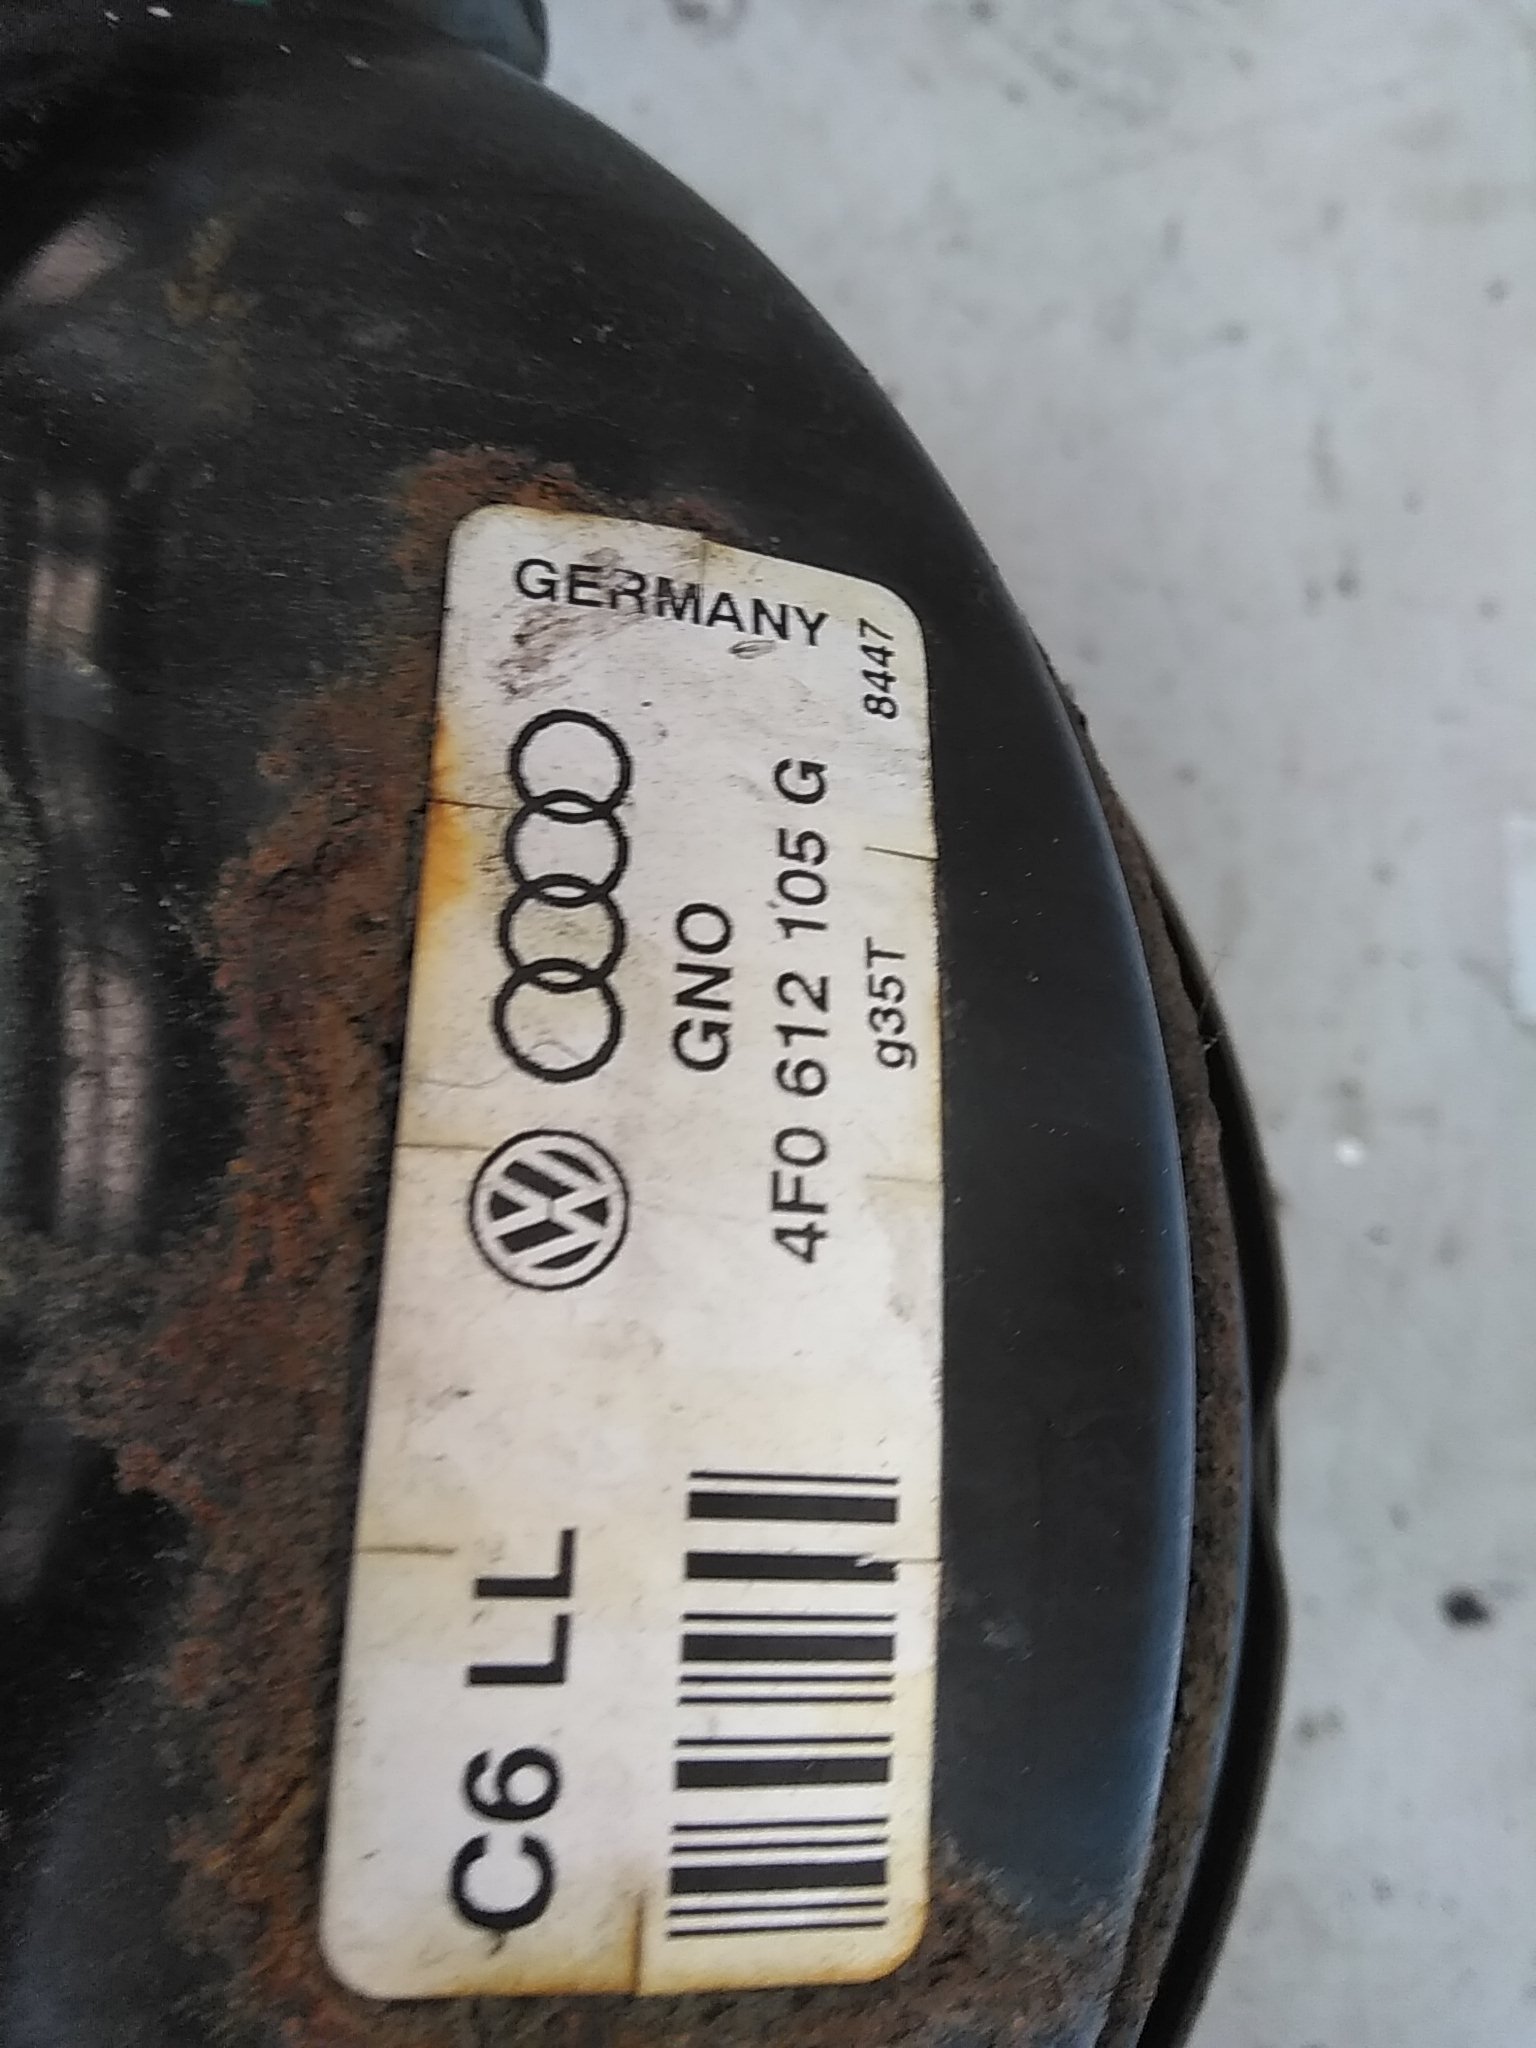 GERMANY
8447
GNO
4F0 612 105 G
g35T
C6 LL